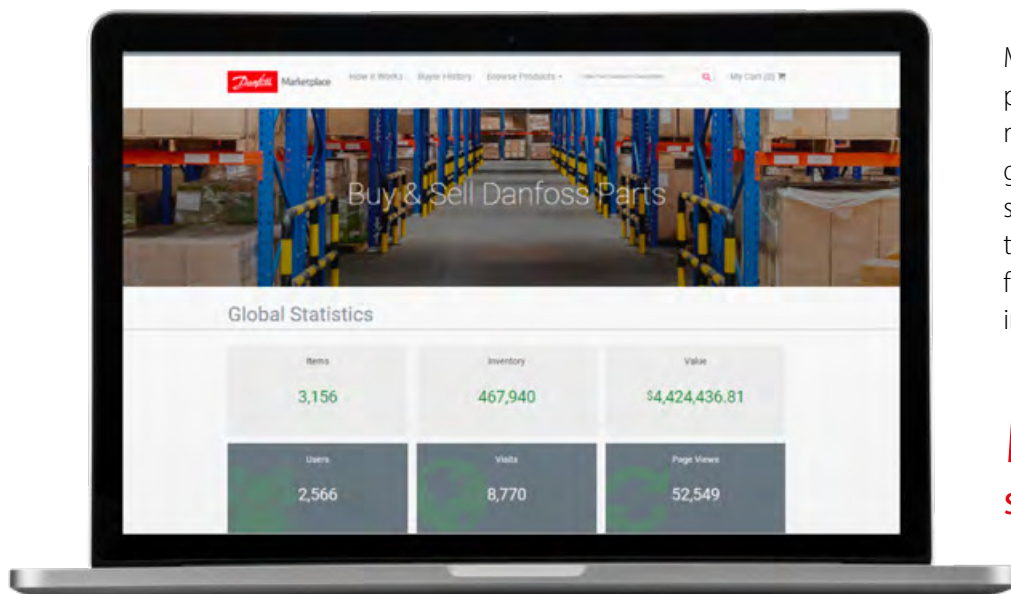 Danfoss Marketplace How It Works Buyer History Browse Products My Cart (0)
Buy & Sell Danfoss Parts
Global Statistics
Items Inventory Value
3,156 467,940 $4,424,436.81
Users Visits Page Views
2,566 8,770 52,549